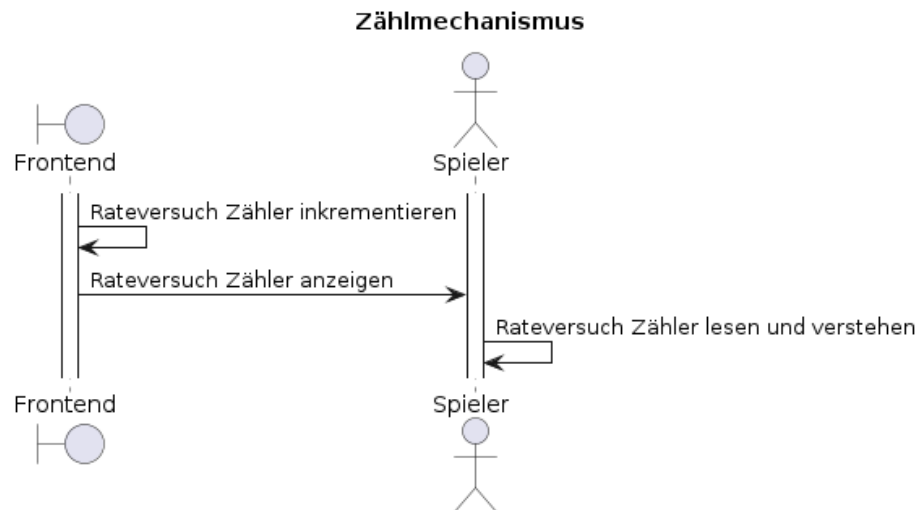 Zählmechanismus
Frontend
Spieler
Rateversuch Zähler inkrementieren
Rateversuch Zähler anzeigen
Rateversuch Zähler lesen und verstehen
Frontend
Spieler